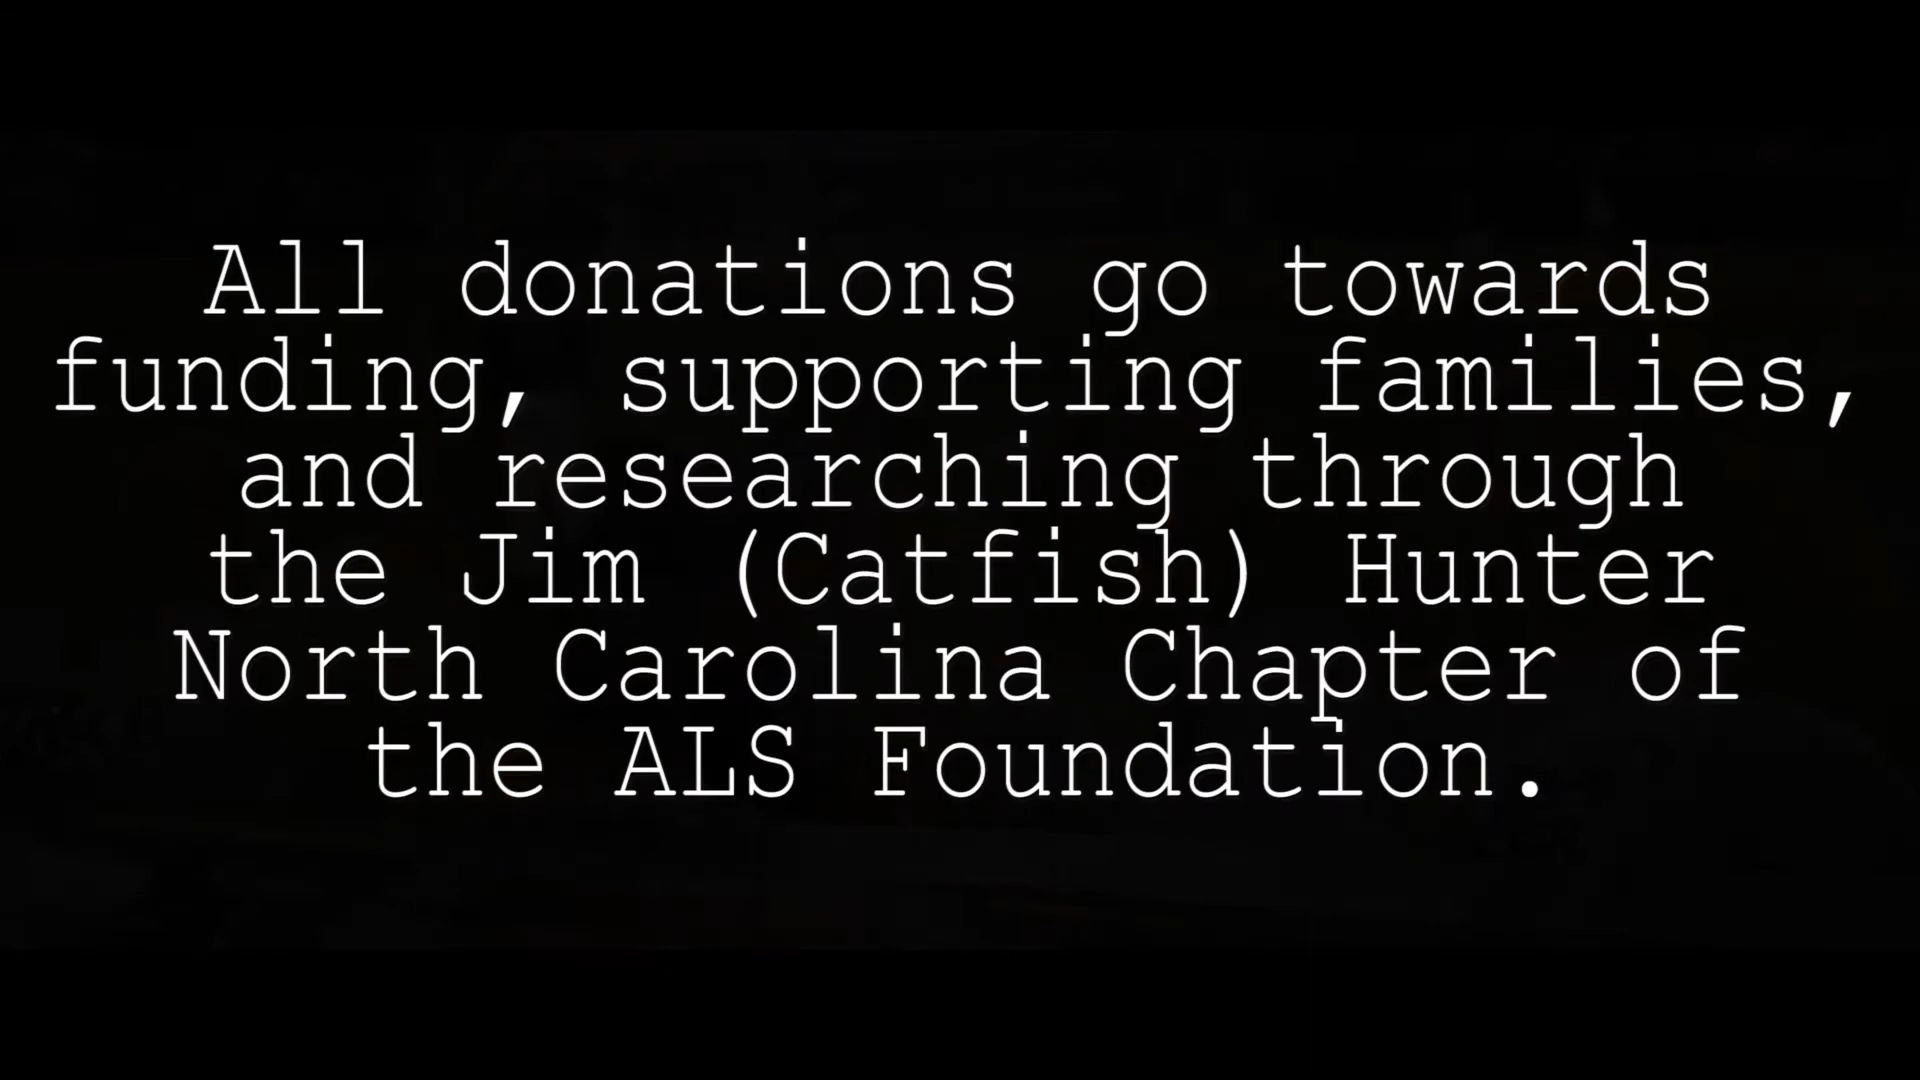 All donations go towards
funding, supporting families,
and researching through
the Jim (Catfish) Hunter
North Carolina Chapter of
the ALS Foundation.